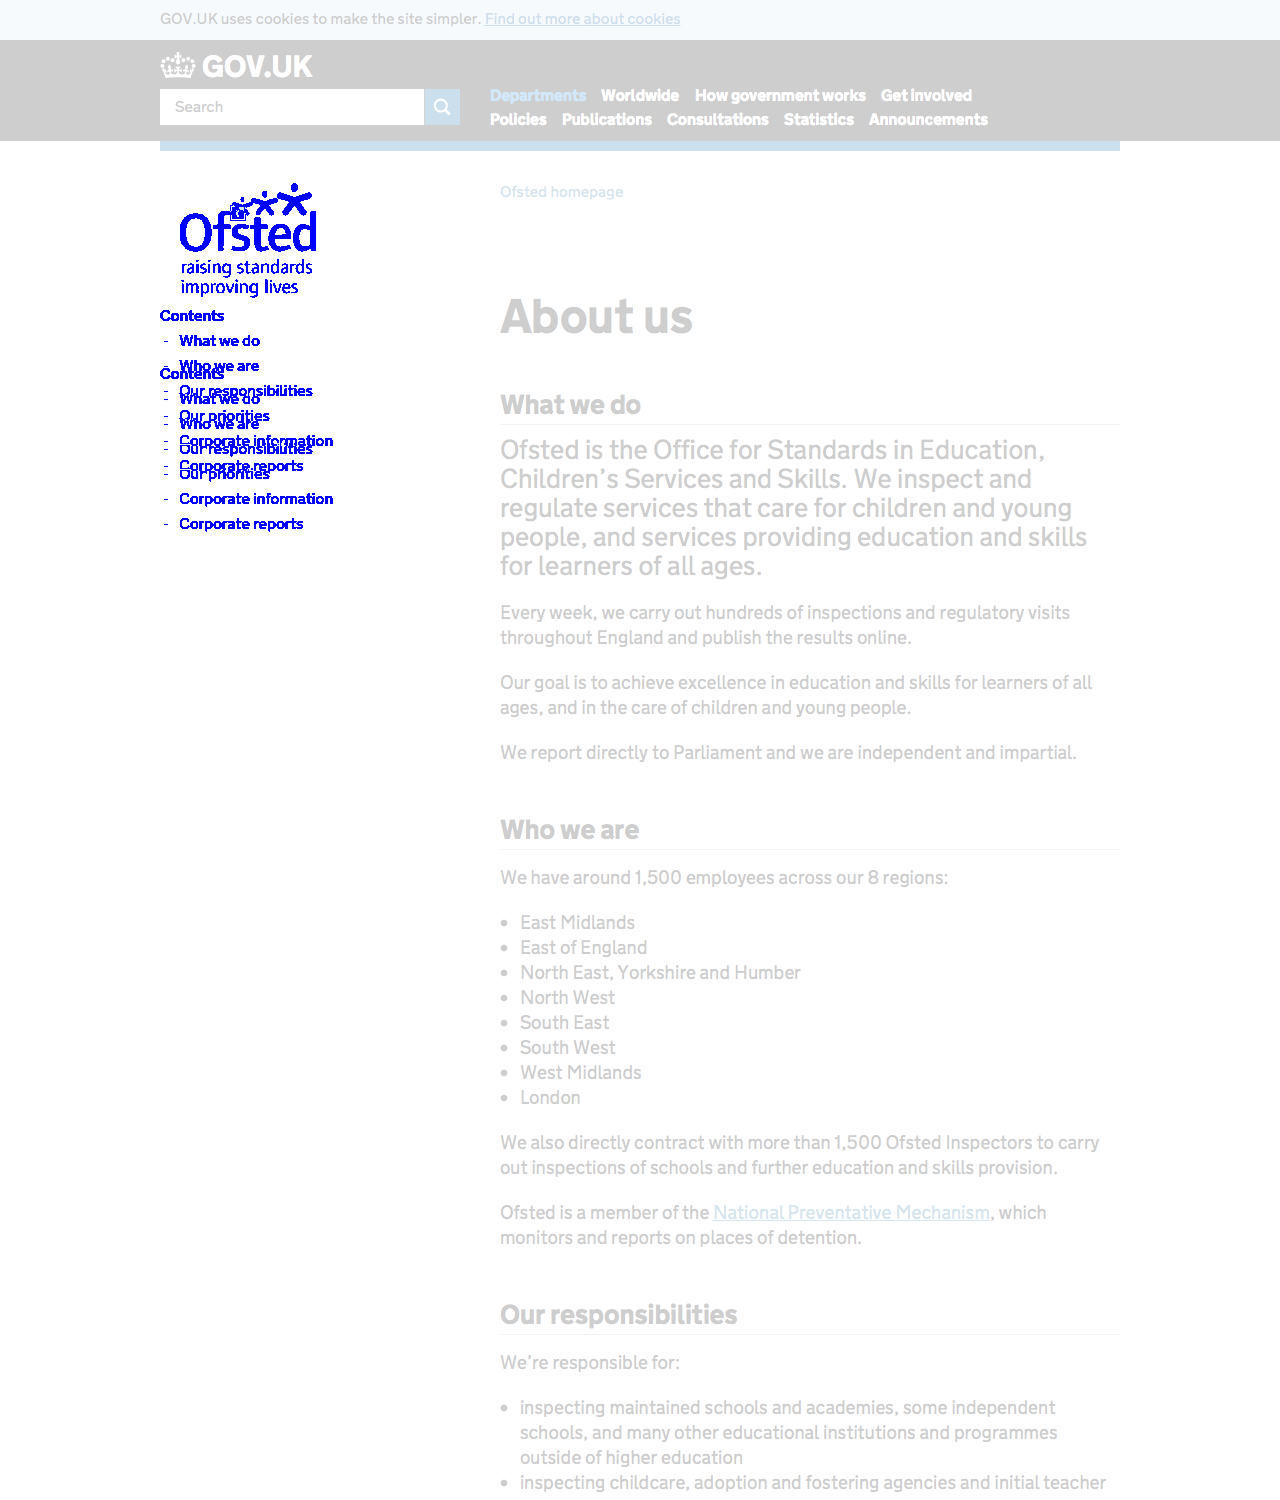 GOV.UK uses cookies to make the site simpler. Find out more about cookies
GOV.UK
Search
Departments Worldwide How government works Get involved
Policies Publications Consultations Statistics Announcements
Ofsted
raising standards
improving lives
Ofsted homepage
Contents
- What we do
- Who we are
Contents
- Our responsibilities
- What we do
- Our priorities
- Who we are
- Corporate information
- Our responsibilities
- Corporate reports
- Our priorities
- Corporate information
- Corporate reports
About us
What we do
Ofsted is the Office for Standards in Education,
Children’s Services and Skills. We inspect and
regulate services that care for children and young
people, and services providing education and skills
for learners of all ages.
Every week, we carry out hundreds of inspections and regulatory visits
throughout England and publish the results online.
Our goal is to achieve excellence in education and skills for learners of all
ages, and in the care of children and young people.
We report directly to Parliament and we are independent and impartial.
Who we are
We have around 1,500 employees across our 8 regions:
• East Midlands
• East of England
• North East, Yorkshire and Humber
• North West
• South East
• South West
• West Midlands
• London
We also directly contract with more than 1,500 Ofsted Inspectors to carry
out inspections of schools and further education and skills provision.
Ofsted is a member of the National Preventative Mechanism, which
monitors and reports on places of detention.
Our responsibilities
We’re responsible for:
• inspecting maintained schools and academies, some independent
schools, and many other educational institutions and programmes
outside of higher education
• inspecting childcare, adoption and fostering agencies and initial teacher